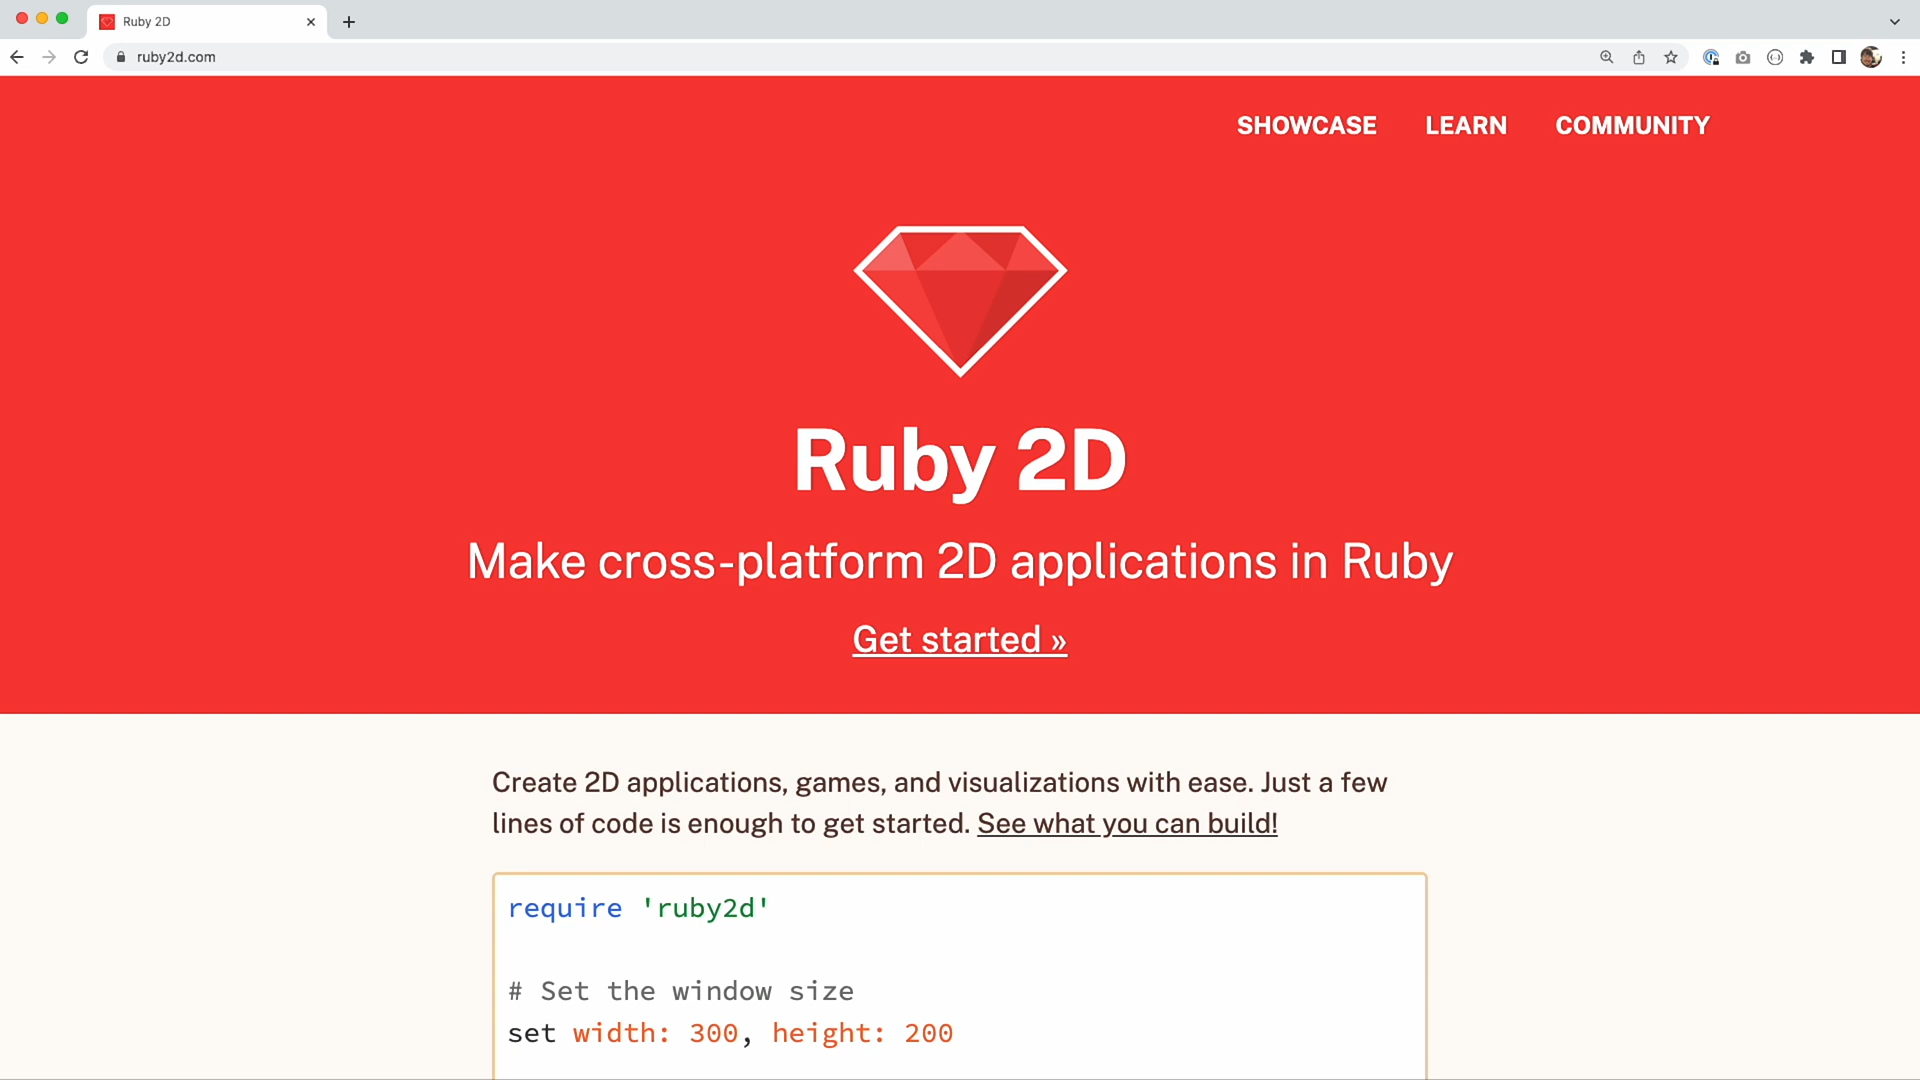 Ruby 2D
ruby2d.com
SHOWCASE LEARN COMMUNITY
Ruby 2D
Make cross-platform 2D applications in Ruby
Get started »
Create 2D applications, games, and visualizations with ease. Just a few
lines of code is enough to get started. See what you can build!
require 'ruby2d'
# Set the window size
set width: 300, height: 200